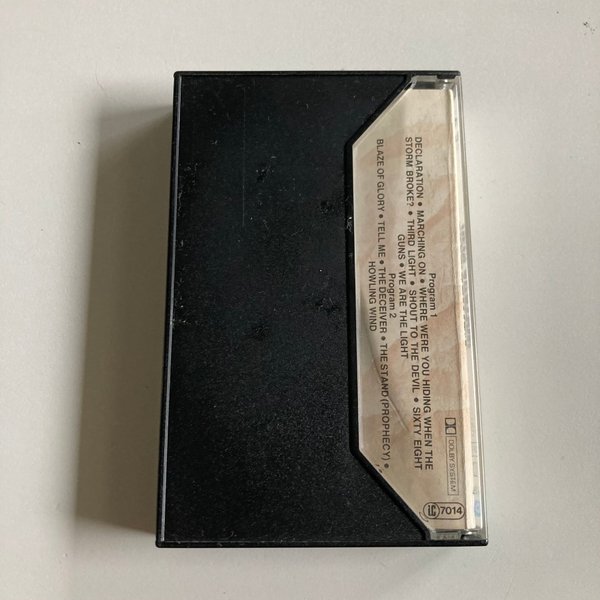 Program 1
DECLARATION • MARCHING ON • WHERE WERE YOU HIDING WHEN THE
STORM BROKE? • THIRD LIGHT • SHOUT TO THE DEVIL • SIXTY EIGHT
GUNS • WE ARE THE LIGHT
Program 2
BLAZE OF GLORY • TELL ME • THE DECEIVER • THE STAND (PROPHECY) •
HOWLING WIND
DOLBY SYSTEM
LC 7014